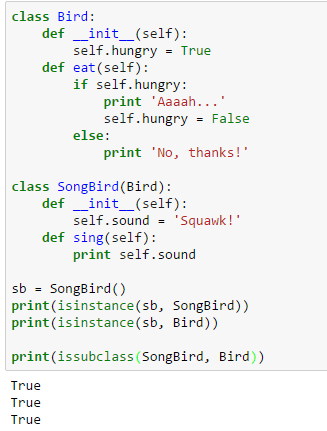 class Bird:
    def __init__(self):
        self.hungry = True
    def eat(self):
        if self.hungry:
            print 'Aaaah...'
            self.hungry = False
        else:
            print 'No, thanks!'

class SongBird(Bird):
    def __init__(self):
        self.sound = 'Squawk!'
    def sing(self):
        print self.sound

sb = SongBird()
print(isinstance(sb, SongBird))
print(isinstance(sb, Bird))

print(issubclass(SongBird, Bird))
True
True
True